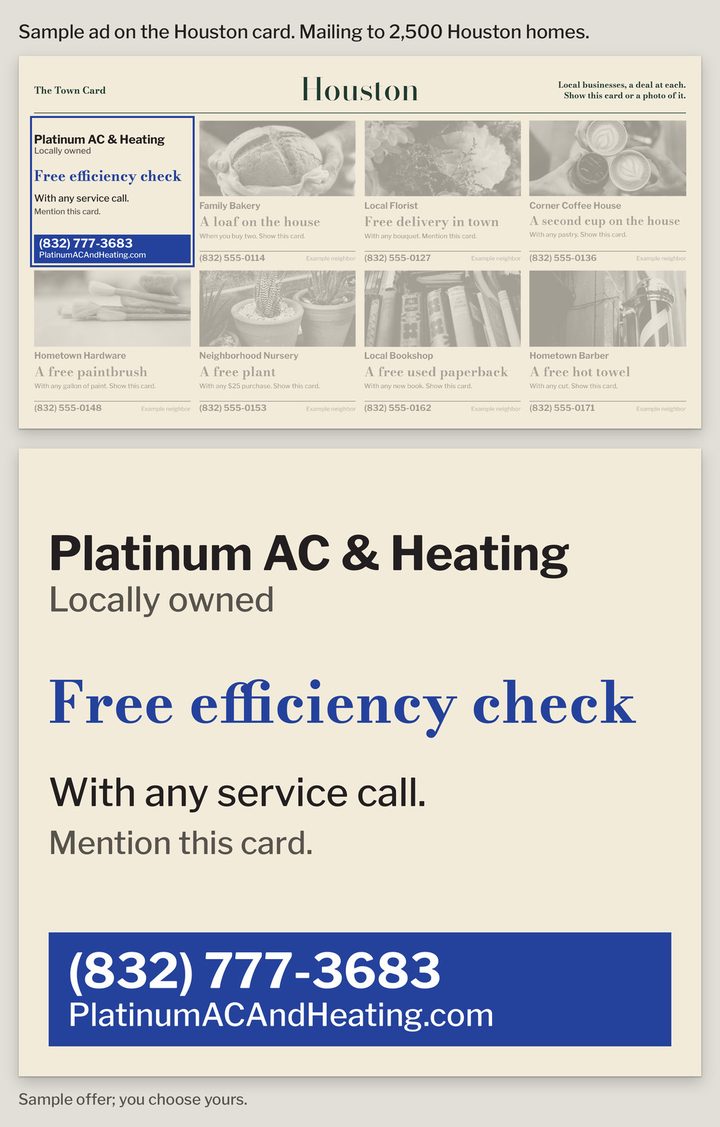 Sample ad on the Houston card. Mailing to 2,500 Houston homes.
The Town Card
Houston
Local businesses, a deal at each.
Show this card or a photo of it.
Platinum AC & Heating
Locally owned
Free efficiency check
With any service call.
Mention this card.
(832) 777-3683
PlatinumACAndHeating.com
Family Bakery
A loaf on the house
When you buy two. Show this card.
(832) 555-0114
Example neighbor
Local Florist
Free delivery in town
With any bouquet. Mention this card.
(832) 555-0127
Example neighbor
Corner Coffee House
A second cup on the house
With any pastry. Show this card.
(832) 555-0136
Example neighbor
Hometown Hardware
A free paintbrush
With any gallon of paint. Show this card.
(832) 555-0148
Example neighbor
Neighborhood Nursery
A free plant
With any $25 purchase. Show this card.
(832) 555-0153
Example neighbor
Local Bookshop
A free used paperback
With any new book. Show this card.
(832) 555-0162
Example neighbor
Hometown Barber
A free hot towel
With any cut. Show this card.
(832) 555-0171
Example neighbor
Platinum AC & Heating
Locally owned
Free efficiency check
With any service call.
Mention this card.
(832) 777-3683
PlatinumACAndHeating.com
Sample offer; you choose yours.